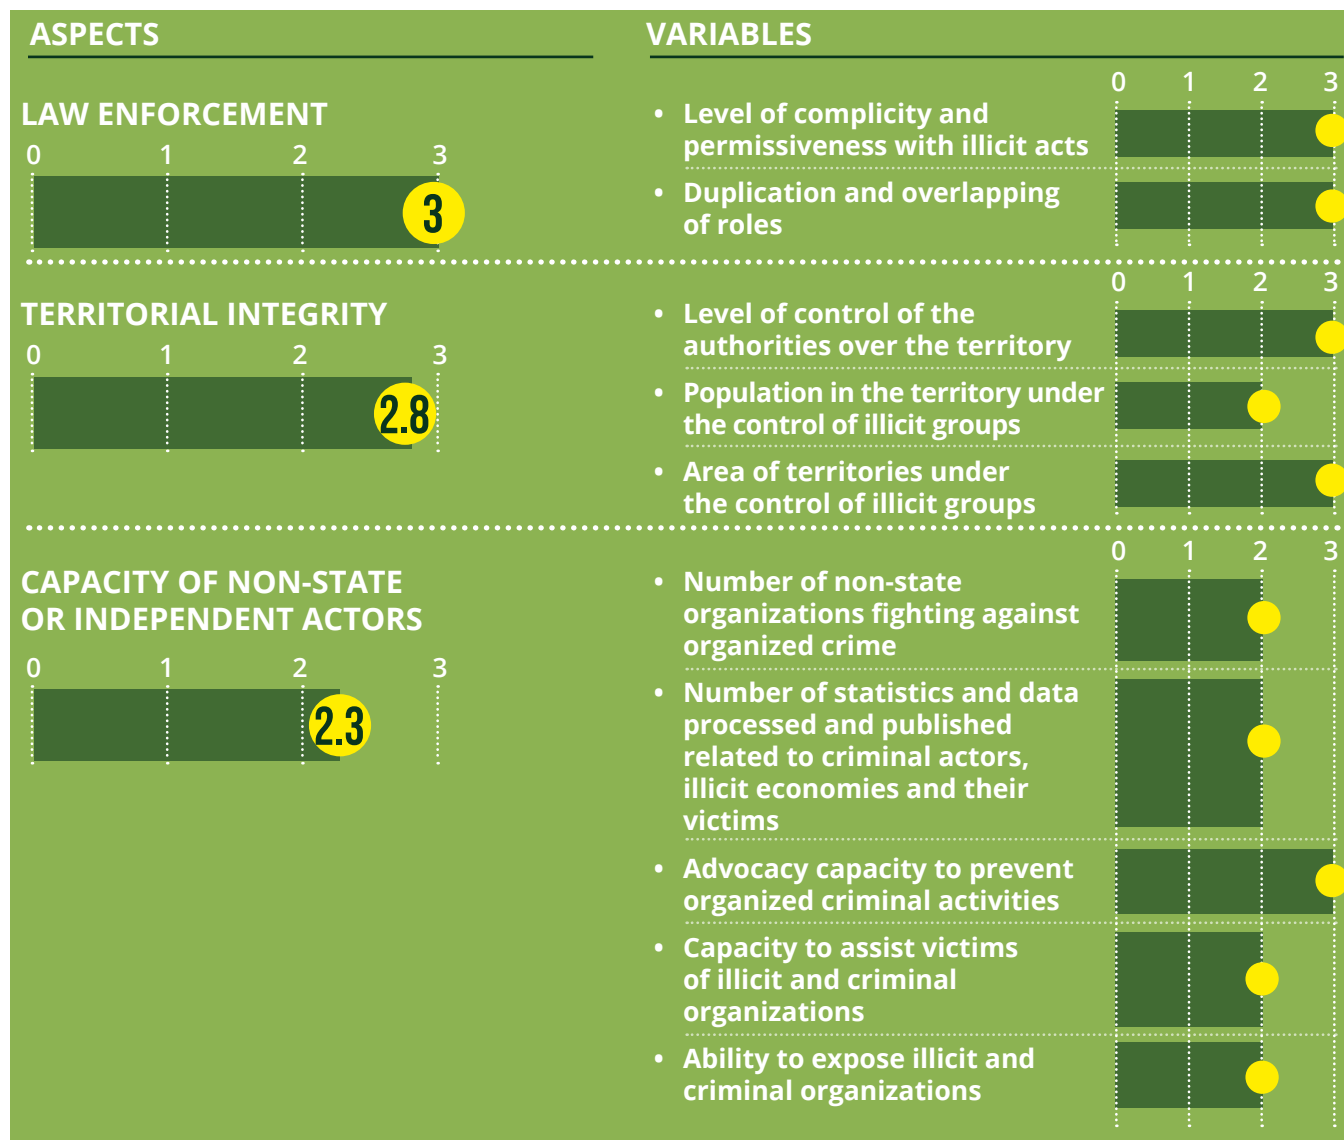 ASPECTS
VARIABLES
LAW ENFORCEMENT
0 1 2 3
3
0 1 2 3
• Level of complicity and
permissiveness with illicit acts
• Duplication and overlapping
of roles
TERRITORIAL INTEGRITY
0 1 2 3
2.8
0 1 2 3
• Level of control of the
authorities over the territory
• Population in the territory under
the control of illicit groups
• Area of territories under
the control of illicit groups
CAPACITY OF NON-STATE
OR INDEPENDENT ACTORS
0 1 2 3
2.3
0 1 2 3
• Number of non-state
organizations fighting against
organized crime
• Number of statistics and data
processed and published
related to criminal actors,
illicit economies and their
victims
• Advocacy capacity to prevent
organized criminal activities
• Capacity to assist victims
of illicit and criminal
organizations
• Ability to expose illicit and
criminal organizations